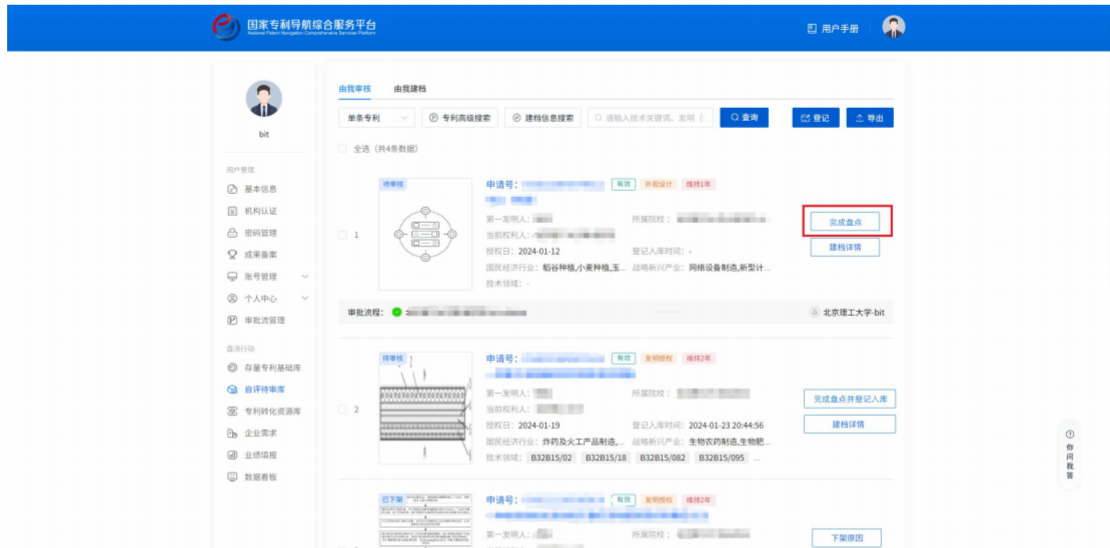 国家专利导航综合服务平台
National Patent Navigation Comprehensive Services Platform
用户手册
bit
用户管理
基本信息
机构认证
密码管理
成果备案
账号管理
个人中心
审批流管理
盘活行动
存量专利基础库
自评待审库
专利转化资源库
企业需求
业绩填报
数据看板
由我审核 由我建档
单条专利 专利高级搜索 建档信息搜索 请输入技术关键词、发明 查询 登记 导出
全选（共4条数据）
待审核
申请号： 有效 外观设计 维持1年
1
第一发明人： 所属院校：
当前权利人：
授权日：2024-01-12 登记入库时间：-
国民经济行业：稻谷种植,小麦种植,玉... 战略新兴产业：网络设备制造,新型计...
技术领域：-
完成盘点
建档详情
审批流程： 北京理工大学-bit
待审核
申请号： 有效 发明授权 维持2年
2
第一发明人： 所属院校：
当前权利人：
授权日：2024-01-19 登记入库时间：2024-01-23 20:44:56
国民经济行业：炸药及火工产品制造,... 战略新兴产业：生物农药制造,生物肥...
技术领域：B32B15/02 B32B15/18 B32B15/082 B32B15/095 ...
完成盘点并登记入库
建档详情
已下架
申请号： 有效 发明授权 维持2年
第一发明人： 所属院校：
下架原因
你问我答